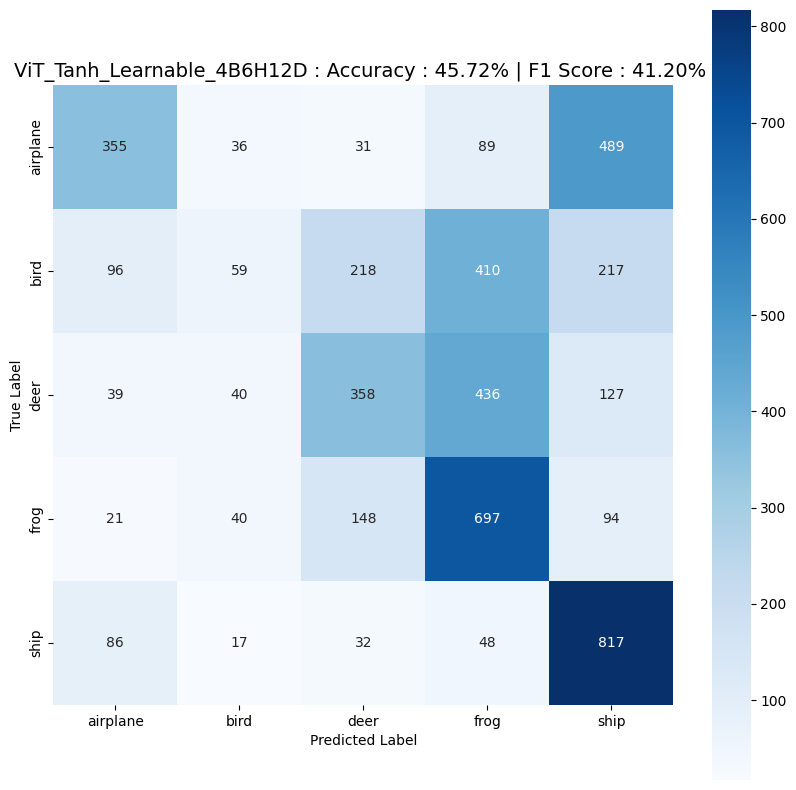 ViT_Tanh_Learnable_4B6H12D : Accuracy : 45.72% | F1 Score : 41.20%
True Label
airplane 355 36 31 89 489
bird 96 59 218 410 217
deer 39 40 358 436 127
frog 21 40 148 697 94
ship 86 17 32 48 817
airplane bird deer frog ship
Predicted Label
800
700
600
500
400
300
200
100